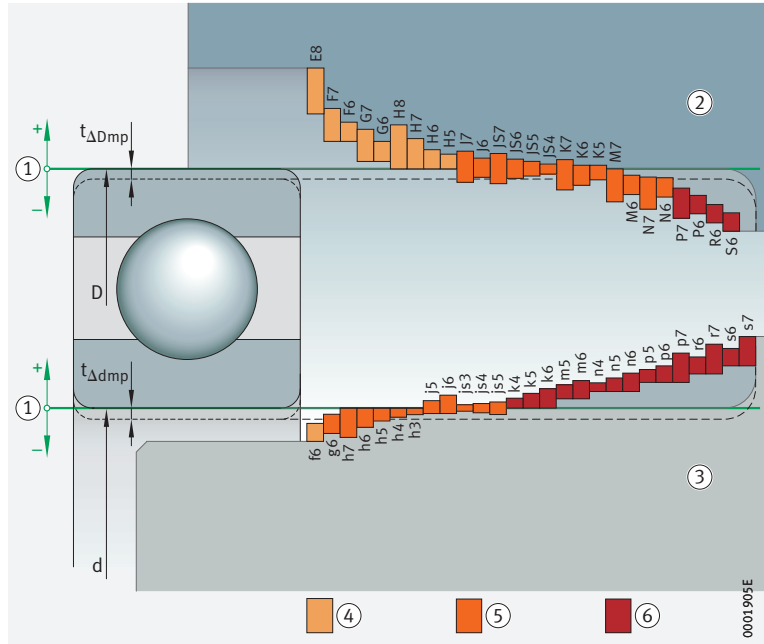 E8
F7
F6
G7
G6
H8
H7
H6
H5
J7
J6
JS7
JS6
JS5
JS4
K7
K6
K5
M7
M6
N7
N6
P7
P6
R6
S6
2
t∆Dmp
+
1
−
D
t∆dmp
+
1
−
d
f6
g6
h7
h6
h5
h4
h3
j5
j6
js3
js4
js5
k4
k5
k6
m5
m6
n4
n5
n6
p5
p6
p7
r6
r7
s6
s7
3
4
5
6
0001905E